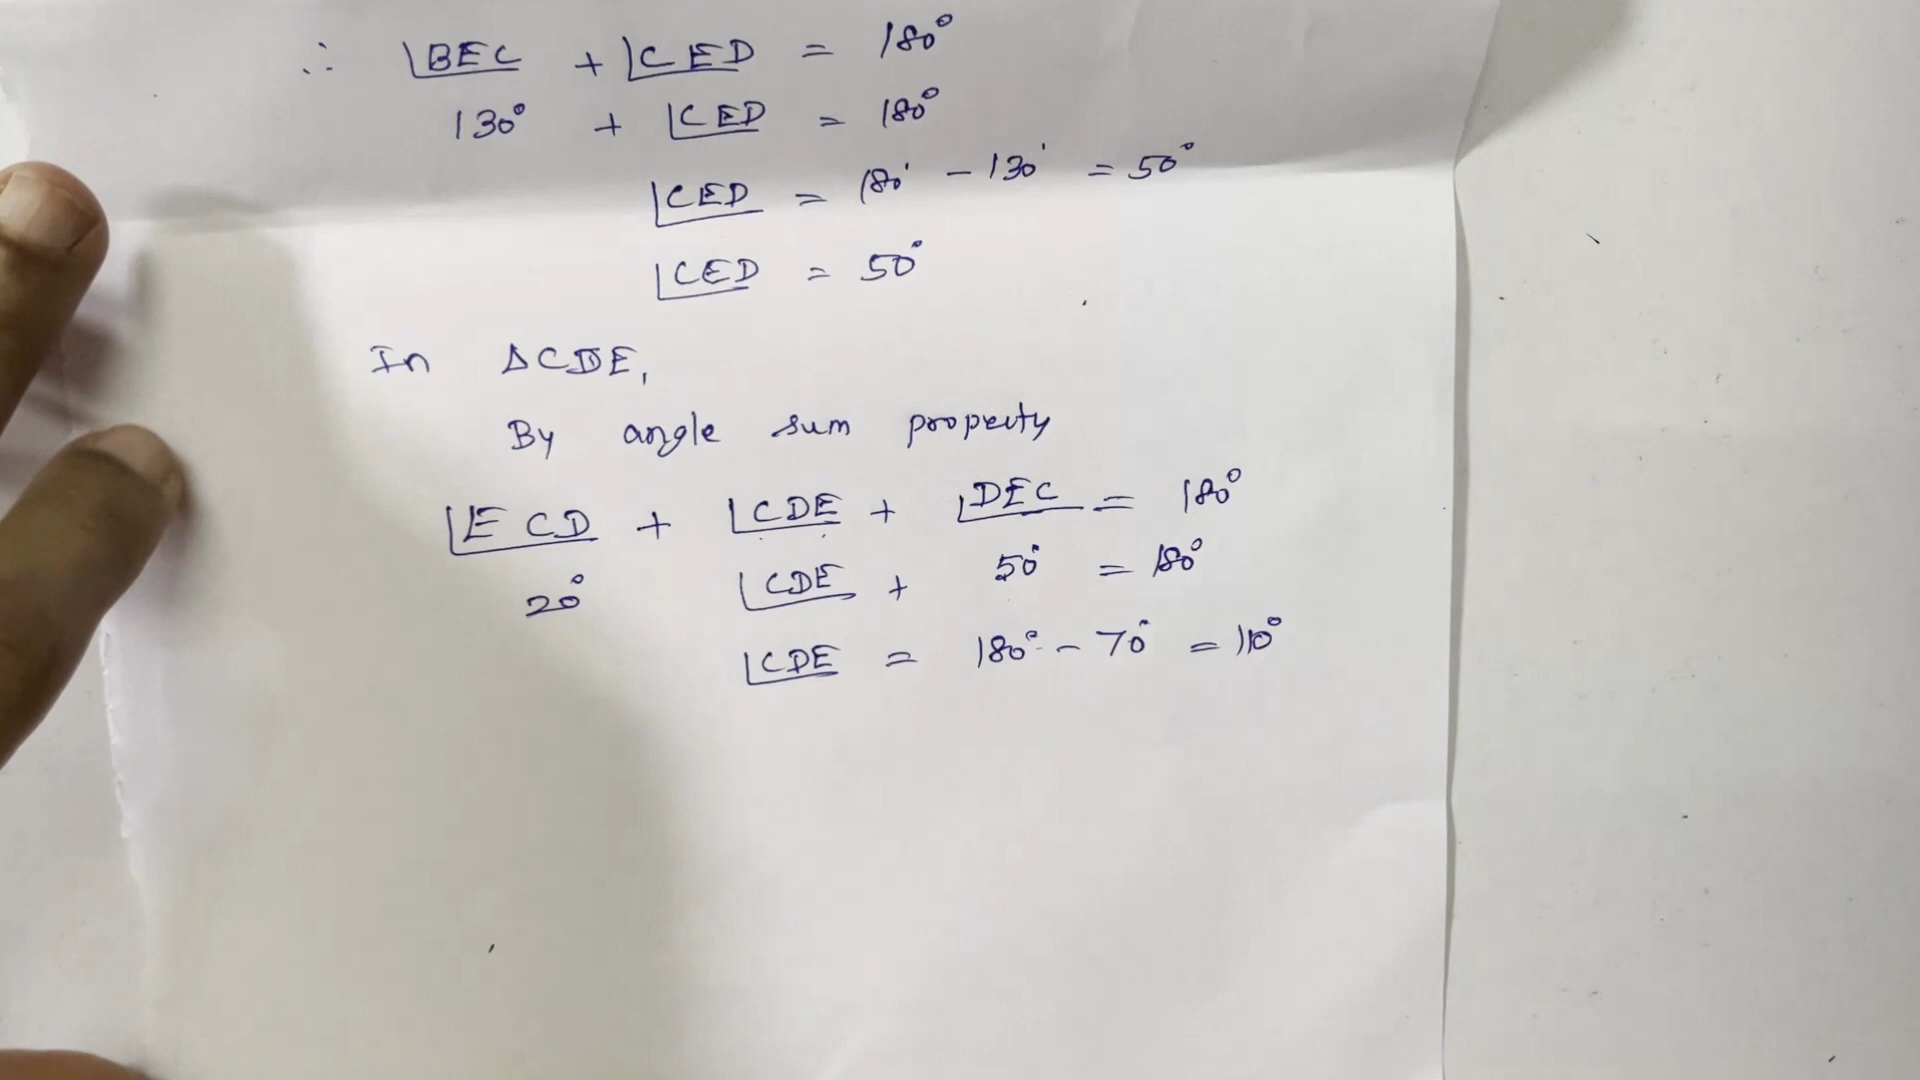 ∴ ∠BEC + ∠CED = 180°
130° + ∠CED = 180°
∠CED = 180° - 130° = 50°
∠CED = 50°
In ΔCDE,
By angle sum property
∠ECD + ∠CDE + ∠DEC = 180°
20° ∠CDE + 50° = 180°
∠CDE = 180° - 70° = 110°